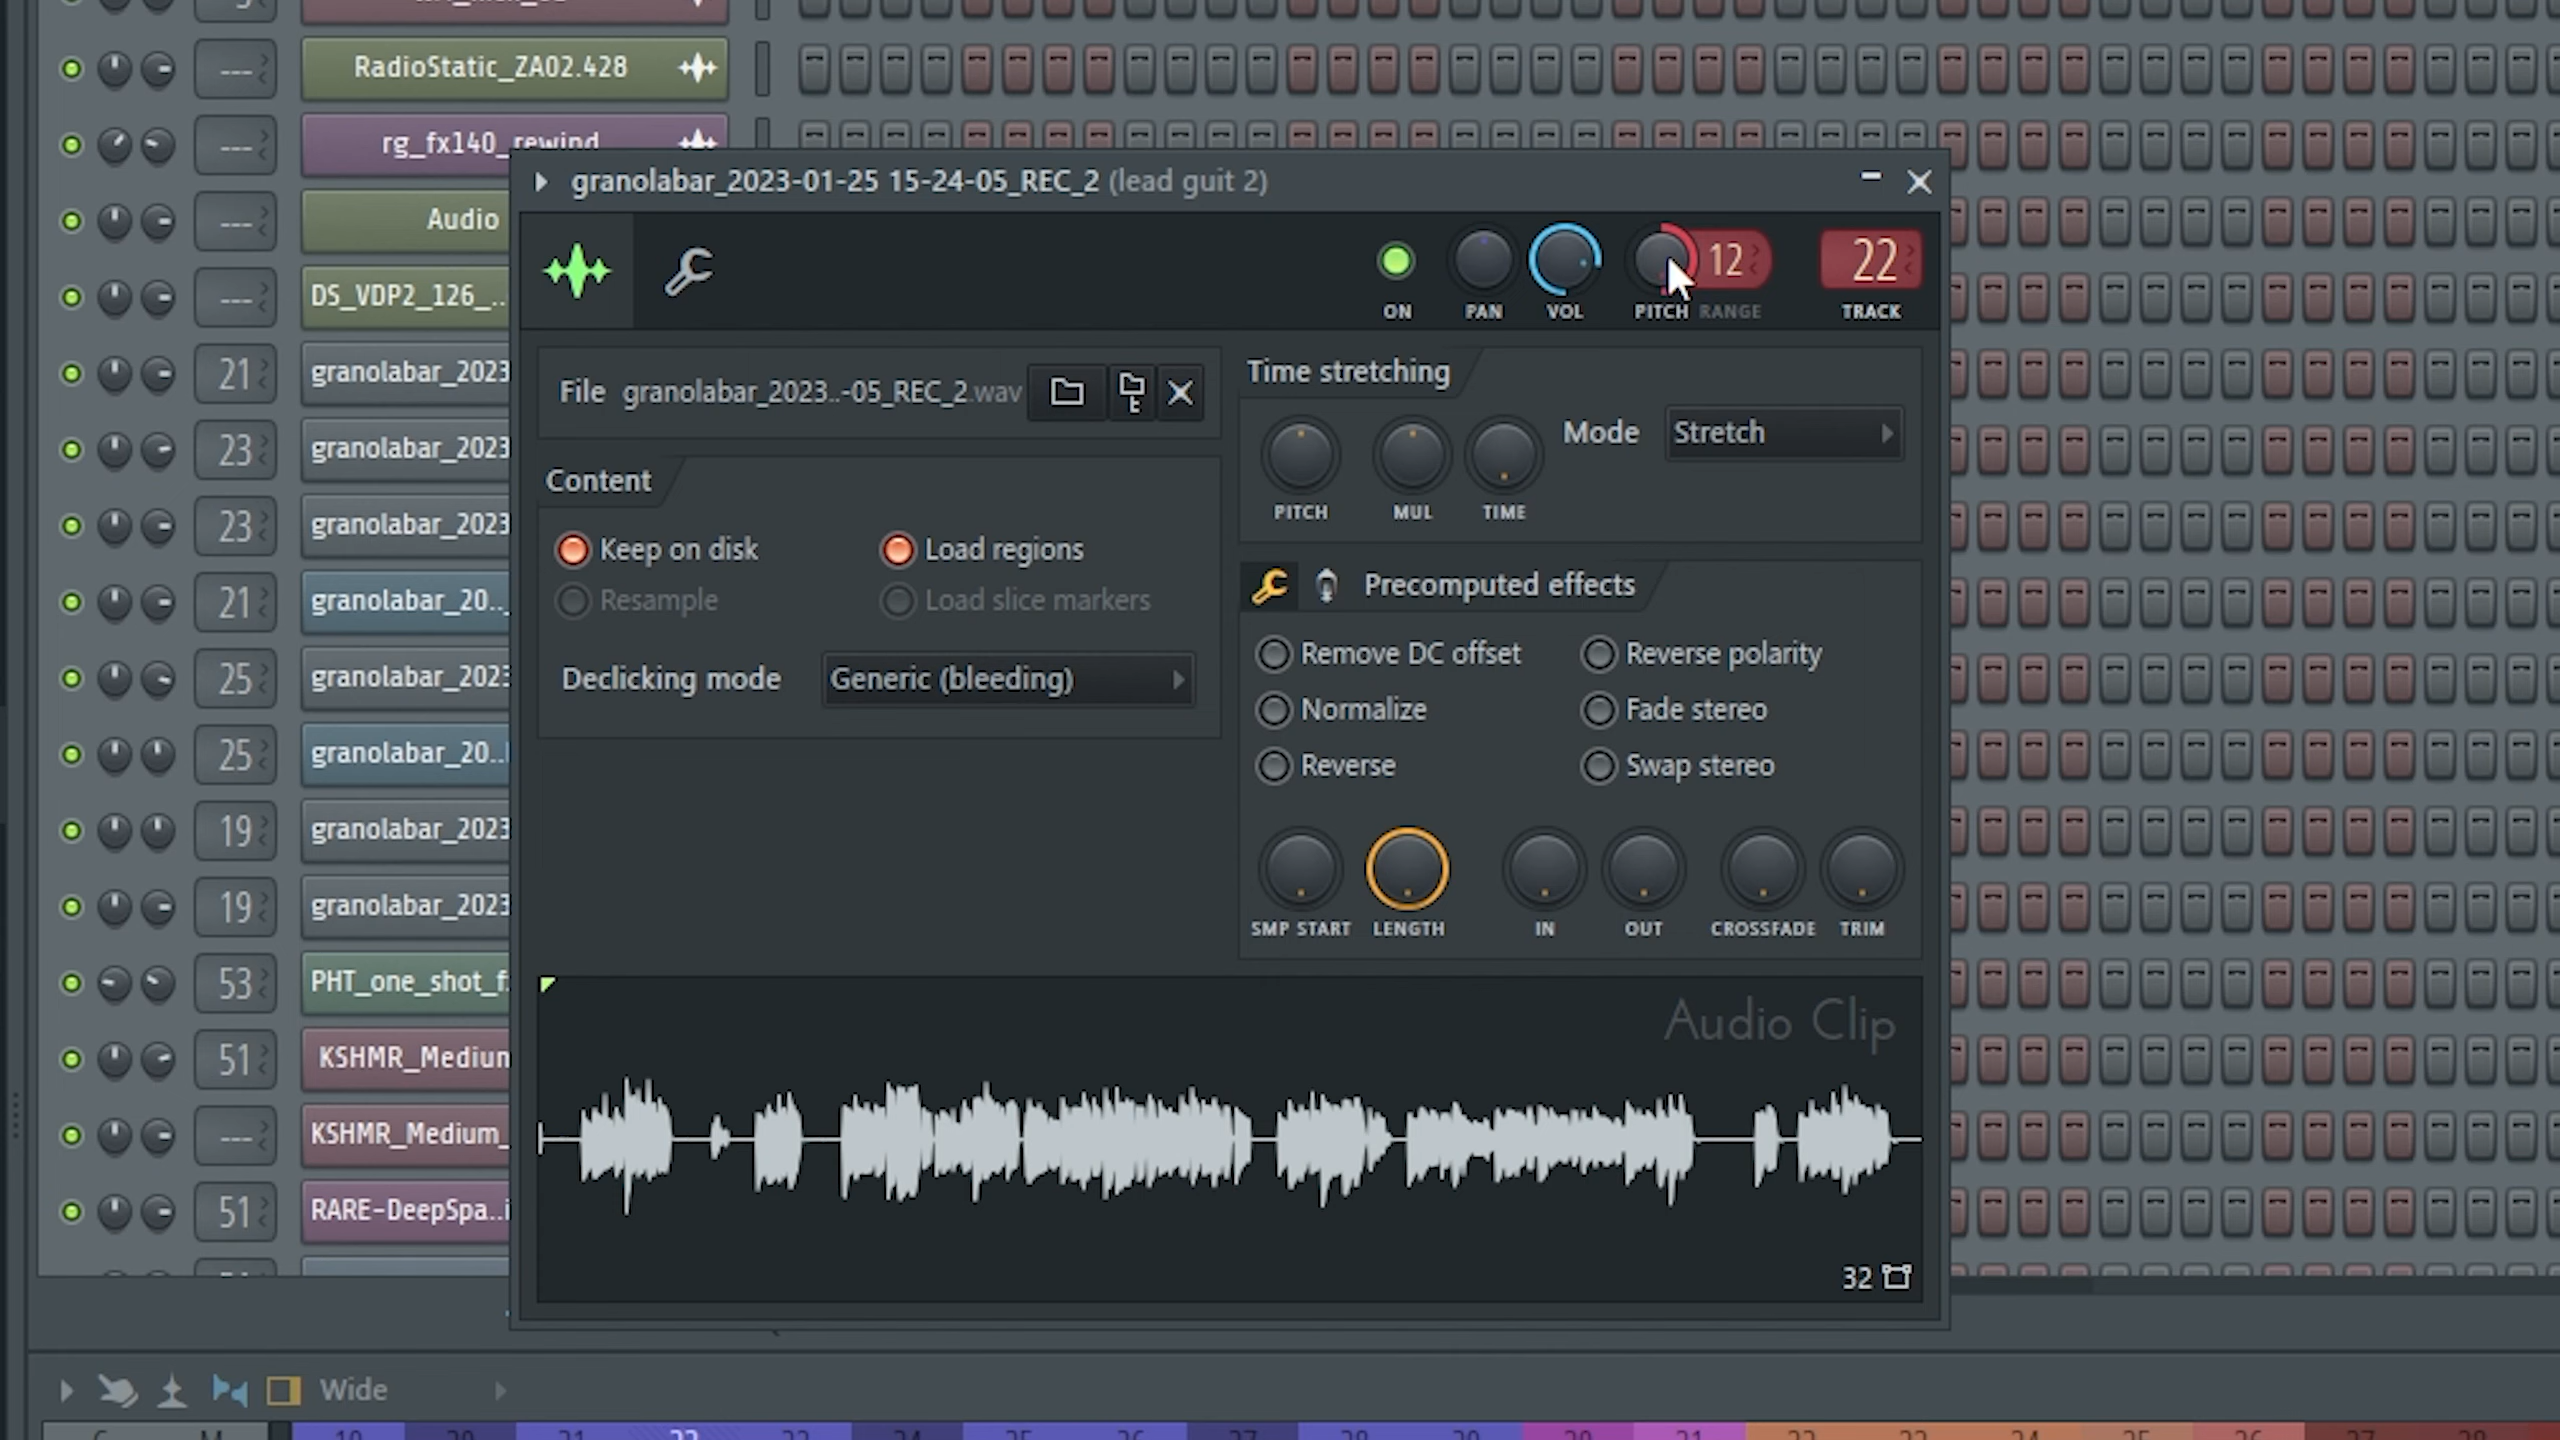 RadioStatic_ZA02.428
rg_fx140_rewind
granolabar_2023-01-25 15-24-05_REC_2 (lead guit 2)
Audio
12
22
ON
PAN
VOL
PITCH
RANGE
TRACK
DS_VDP2_126_..
21
granolabar_2023
File
granolabar_2023..-05_REC_2.wav
Time stretching
Mode
Stretch
23
granolabar_2023
Content
PITCH
MUL
TIME
23
granolabar_2023
Keep on disk
Load regions
Resample
Load slice markers
Precomputed effects
21
granolabar_20..
Remove DC offset
Reverse polarity
25
granolabar_2023
Declicking mode
Generic (bleeding)
Normalize
Fade stereo
25
granolabar_20..
Reverse
Swap stereo
19
granolabar_2023
19
granolabar_2023
SMP START
LENGTH
IN
OUT
CROSSFADE
TRIM
53
PHT_one_shot_f
Audio Clip
51
KSHMR_Medium
---
KSHMR_Medium_
51
RARE-DeepSpa..
32
Wide